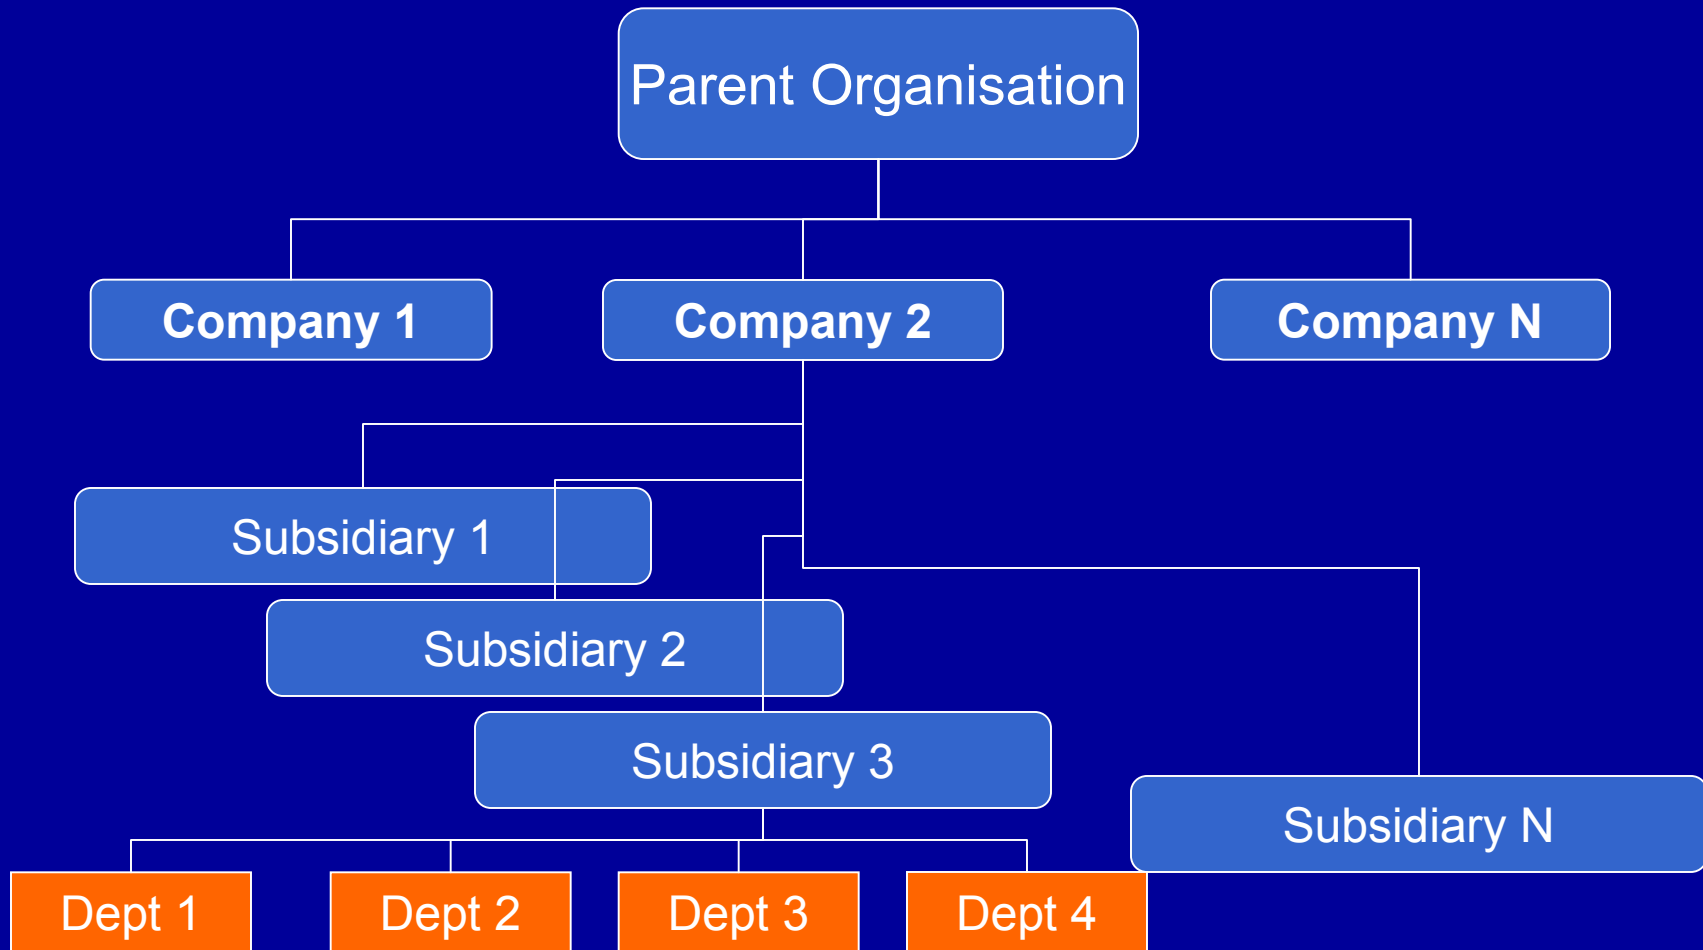 Parent Organisation
Company 1
Company 2
Company N
Subsidiary 1
Subsidiary 2
Subsidiary 3
Subsidiary N
Dept 1
Dept 2
Dept 3
Dept 4